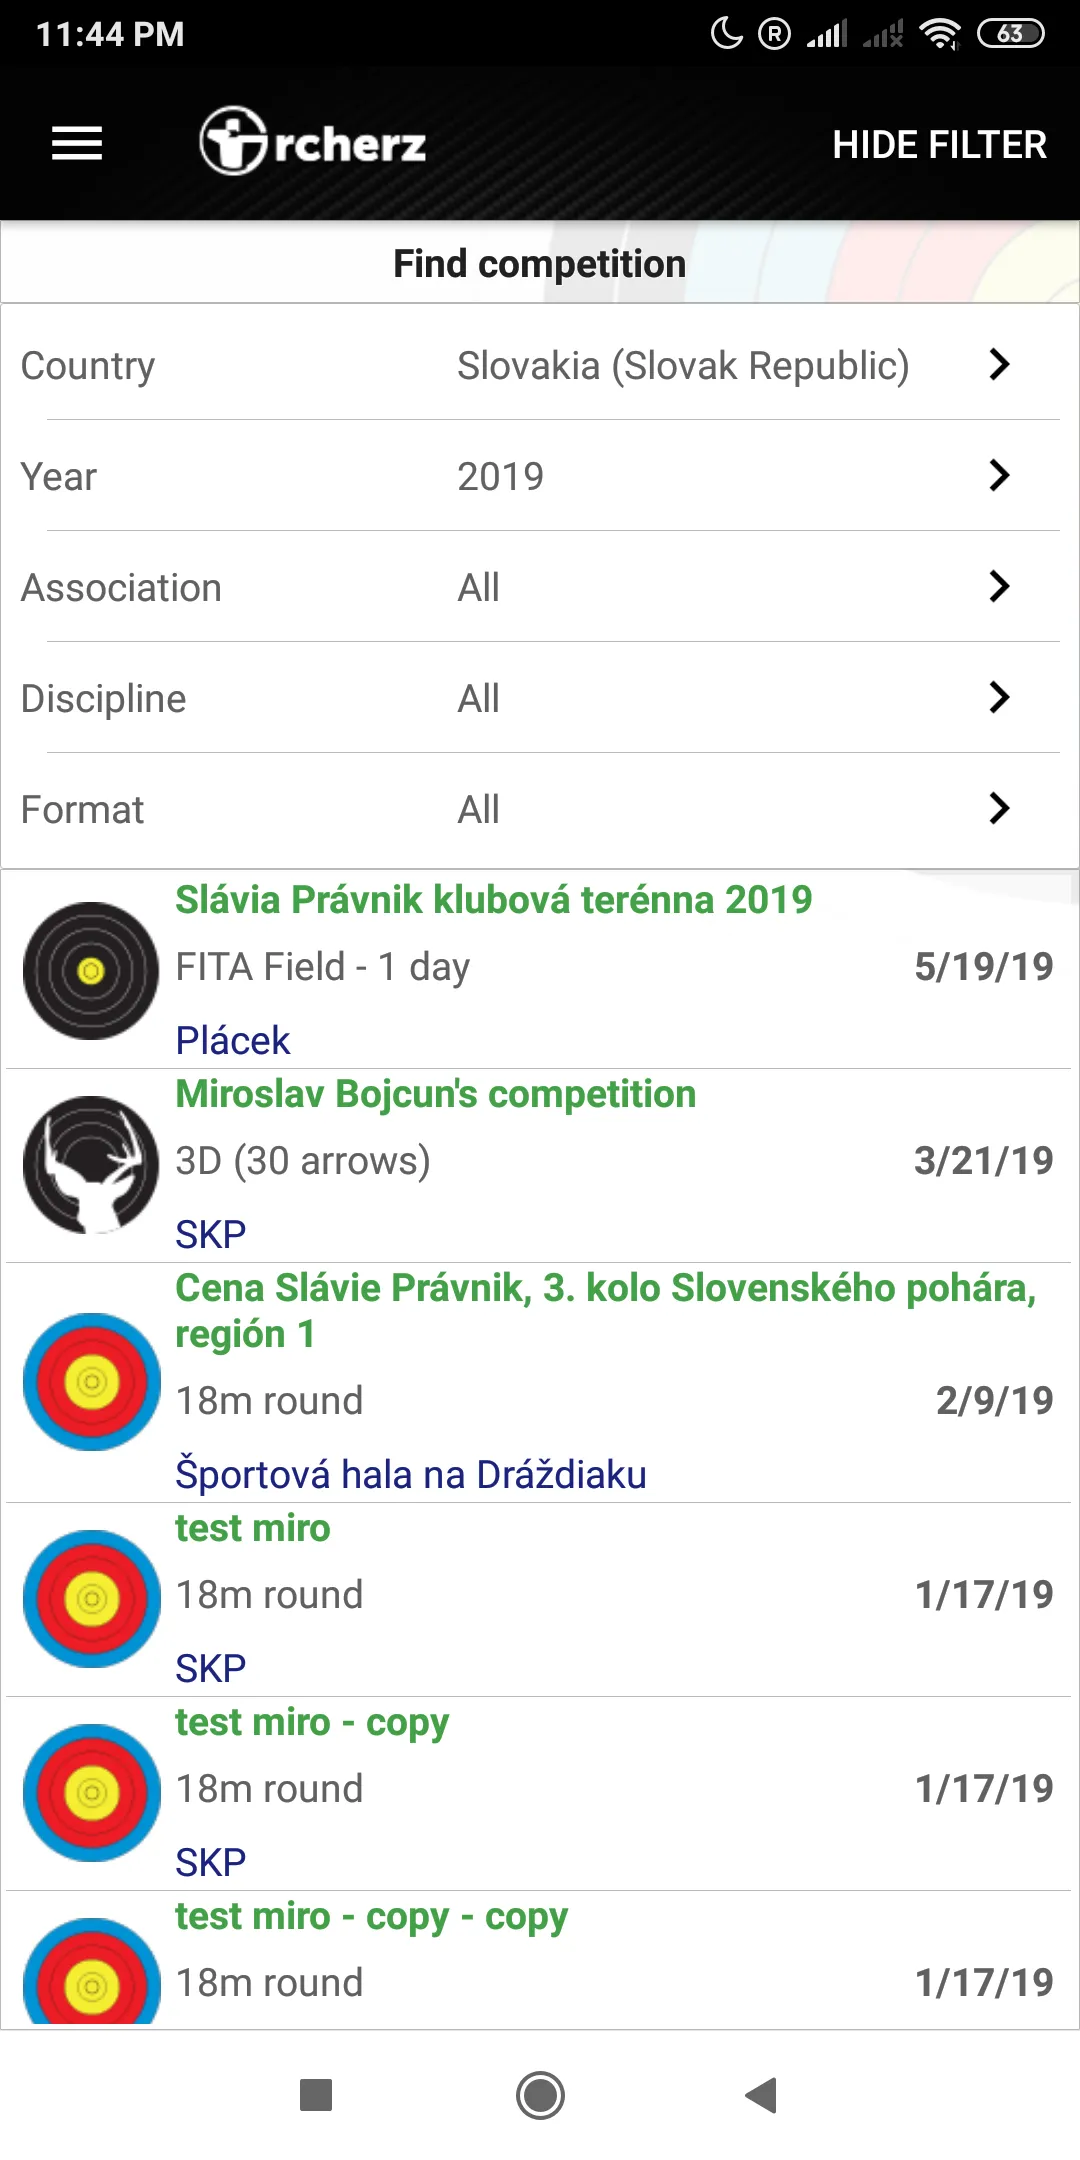 11:44 PM
R
63
rcherz
HIDE FILTER
Find competition
Country Slovakia (Slovak Republic)
Year 2019
Association All
Discipline All
Format All
Slávia Právnik klubová terénna 2019
FITA Field - 1 day 5/19/19
Plácek
Miroslav Bojcun's competition
3D (30 arrows) 3/21/19
SKP
Cena Slávie Právnik, 3. kolo Slovenského pohára,
región 1
18m round 2/9/19
Športová hala na Dráždiaku
test miro
18m round 1/17/19
SKP
test miro - copy
18m round 1/17/19
SKP
test miro - copy - copy
18m round 1/17/19